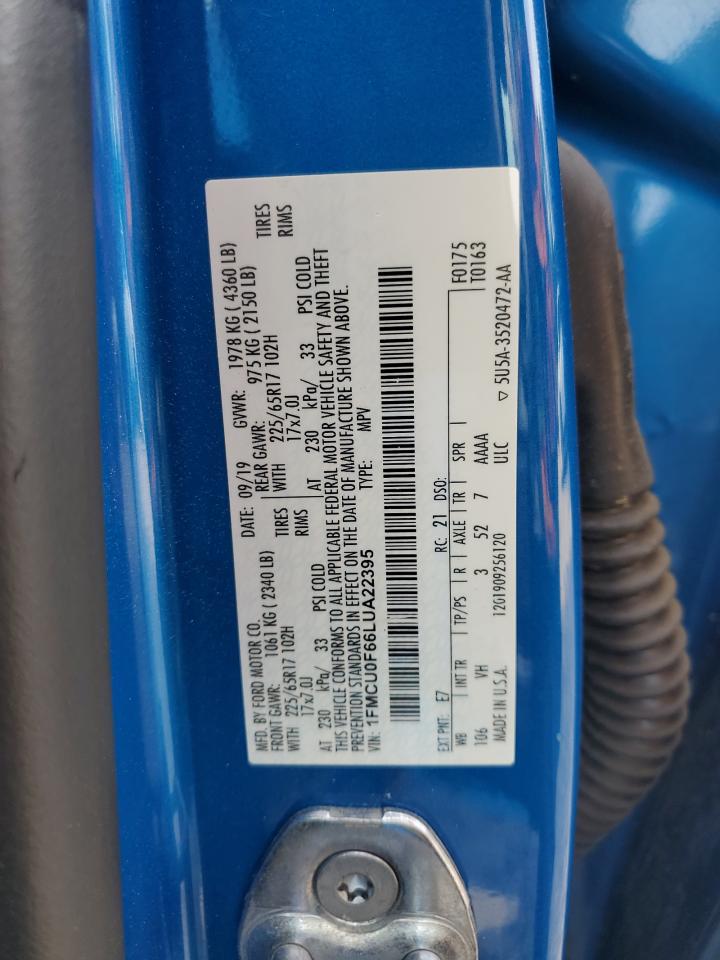 MFD. BY FORD MOTOR CO. DATE: 09/19 GVWR: 1978 KG ( 4360 LB)
FRONT GAWR: 1061 KG ( 2340 LB) REAR GAWR: 975 KG ( 2150 LB)
WITH 225/65R17 102H TIRES WITH 225/65R17 102H TIRES
17x7.0J RIMS 17x7.0J RIMS
AT 230 kPa/ 33 PSI COLD AT 230 kPa/ 33 PSI COLD
THIS VEHICLE CONFORMS TO ALL APPLICABLE FEDERAL MOTOR VEHICLE SAFETY AND THEFT
PREVENTION STANDARDS IN EFFECT ON THE DATE OF MANUFACTURE SHOWN ABOVE.
VIN: 1FMCU0F66LUA22395 TYPE: MPV
EXT PNT: E7 RC: 21 DSO: F0175
WB INT TR TP/PS R AXLE TR SPR T0163
106 VH 3 52 7 AAAA
MADE IN U.S.A. 12G1909256120 ULC ▽ 5U5A-3520472-AA